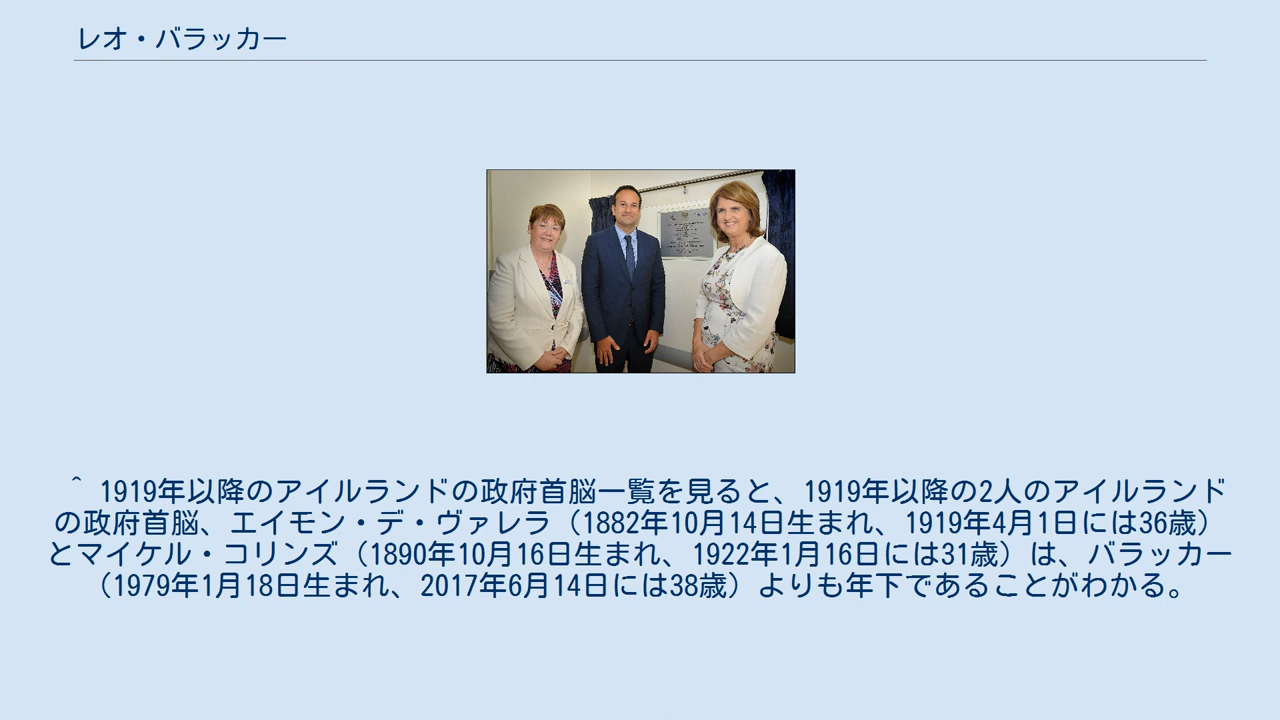 レオ・バラッカー
^ 1919年以降のアイルランドの政府首脳一覧を見ると、1919年以降の2人のアイルランド
の政府首脳、エイモン・デ・ヴァレラ（1882年10月14日生まれ、1919年4月1日には36歳）
とマイケル・コリンズ（1890年10月16日生まれ、1922年1月16日には31歳）は、バラッカー
（1979年1月18日生まれ、2017年6月14日には38歳）よりも年下であることがわかる。